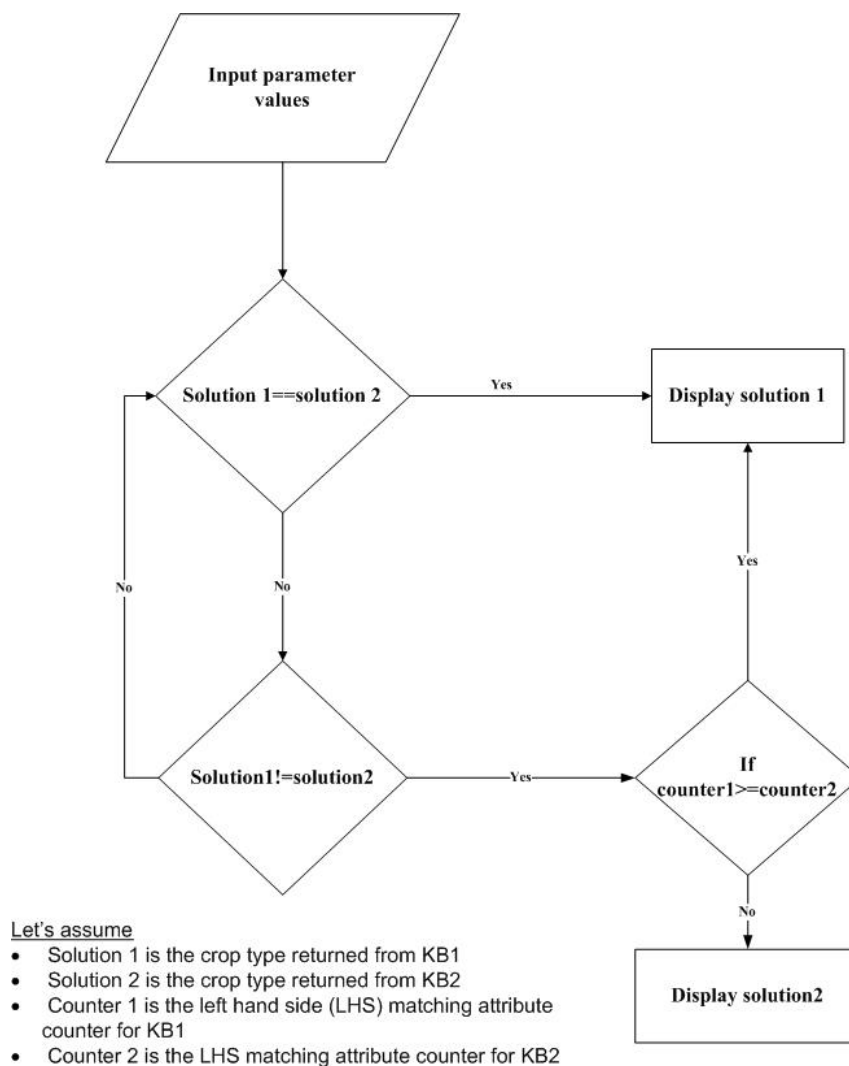 Input parameter
values
Solution 1==solution 2
Yes
Display solution 1
No
No
Yes
Solution1!=solution2
Yes
If
counter1>=counter2
No
Display solution2
Let's assume
• Solution 1 is the crop type returned from KB1
• Solution 2 is the crop type returned from KB2
• Counter 1 is the left hand side (LHS) matching attribute
counter for KB1
• Counter 2 is the LHS matching attribute counter for KB2